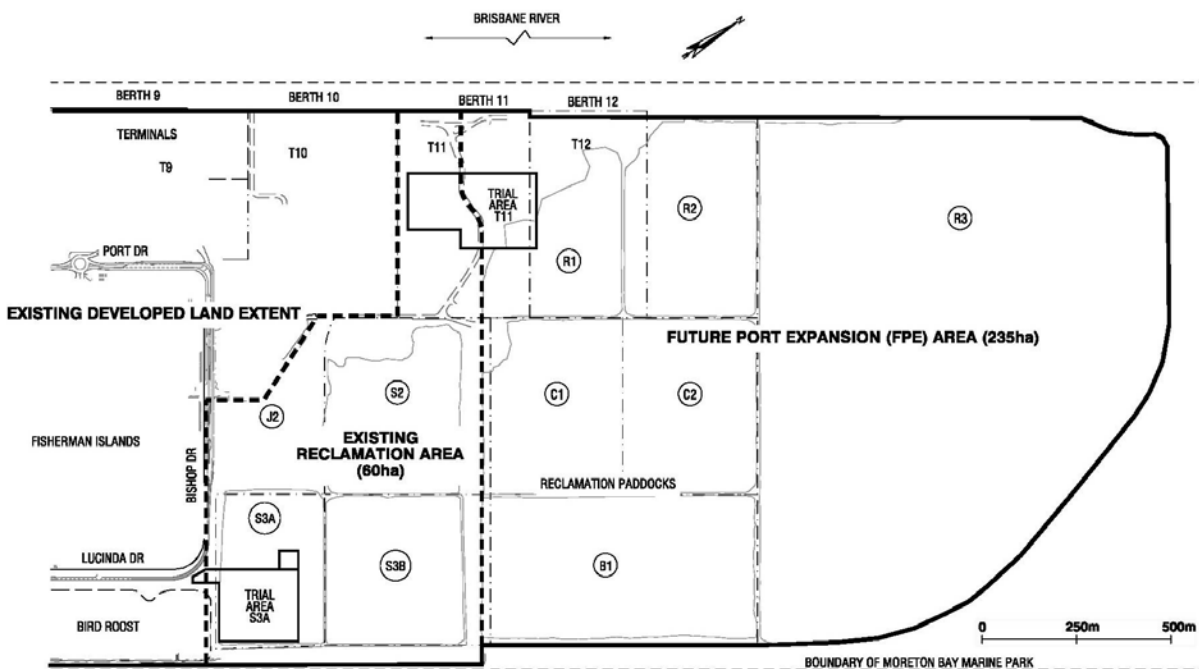 BRISBANE RIVER
BERTH 9
BERTH 10
BERTH 11
BERTH 12
TERMINALS
T9
T10
T11
T12
TRIAL
AREA
T11
R1
R2
R3
PORT DR
EXISTING DEVELOPED LAND EXTENT
FUTURE PORT EXPANSION (FPE) AREA (235ha)
S2
C1
C2
J2
FISHERMAN ISLANDS
BISHOP DR
EXISTING
RECLAMATION AREA
(60ha)
RECLAMATION PADDOCKS
S3A
S3B
B1
LUCINDA DR
TRIAL
AREA
S3A
BIRD ROOST
0 250m 500m
BOUNDARY OF MORETON BAY MARINE PARK